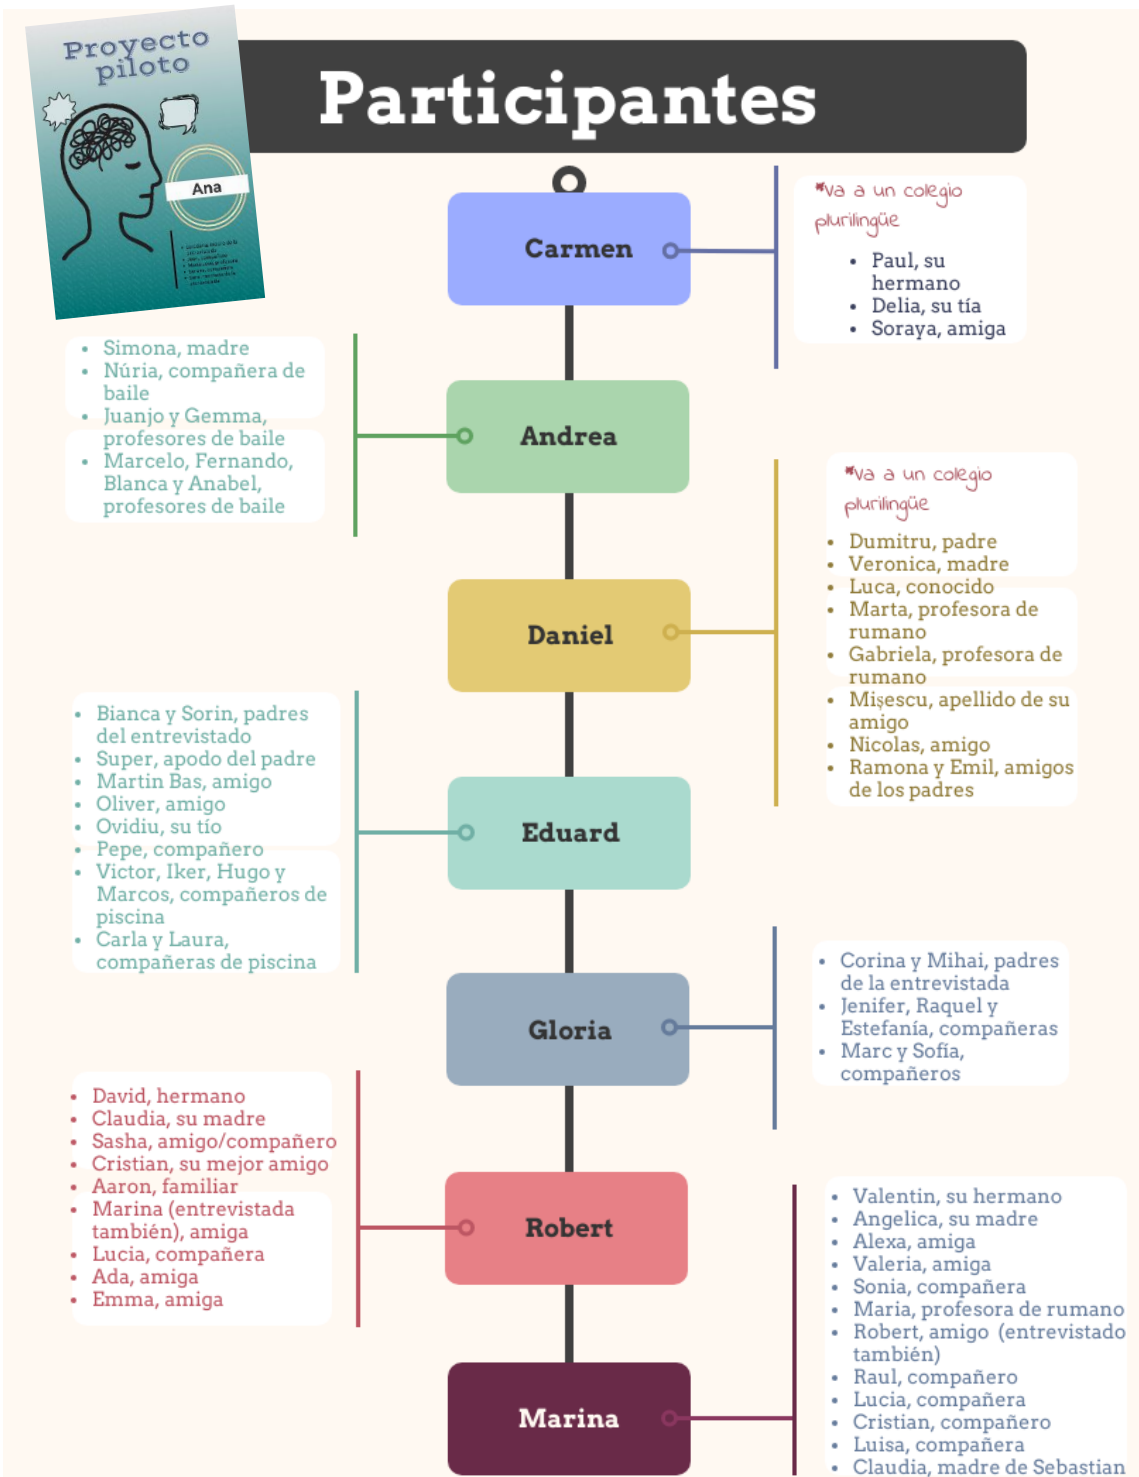 Proyecto
piloto
Ana
Participantes
Carmen
*Va a un colegio
plurilingüe
• Paul, su
hermano
• Delia, su tía
• Soraya, amiga
• Simona, madre
• Núria, compañera de
baile
• Juanjo y Gemma,
profesores de baile
• Marcelo, Fernando,
Blanca y Anabel,
profesores de baile
Andrea
*Va a un colegio
plurilingüe
• Dumitru, padre
• Veronica, madre
• Luca, conocido
• Marta, profesora de
rumano
• Gabriela, profesora de
rumano
• Mișescu, apellido de su
amigo
• Nicolas, amigo
• Ramona y Emil, amigos
de los padres
Daniel
• Bianca y Sorin, padres
del entrevistado
• Super, apodo del padre
• Martin Bas, amigo
• Oliver, amigo
• Ovidiu, su tío
• Pepe, compañero
• Victor, Iker, Hugo y
Marcos, compañeros de
piscina
• Carla y Laura,
compañeras de piscina
Eduard
• Corina y Mihai, padres
de la entrevistada
• Jenifer, Raquel y
Estefanía, compañeras
• Marc y Sofía,
compañeros
Gloria
• David, hermano
• Claudia, su madre
• Sasha, amigo/compañero
• Cristian, su mejor amigo
• Aaron, familiar
• Marina (entrevistada
también), amiga
• Lucia, compañera
• Ada, amiga
• Emma, amiga
Robert
• Valentin, su hermano
• Angelica, su madre
• Alexa, amiga
• Valeria, amiga
• Sonia, compañera
• Maria, profesora de rumano
• Robert, amigo (entrevistado
también)
• Raul, compañero
• Lucia, compañera
• Cristian, compañero
• Luisa, compañera
• Claudia, madre de Sebastian
Marina